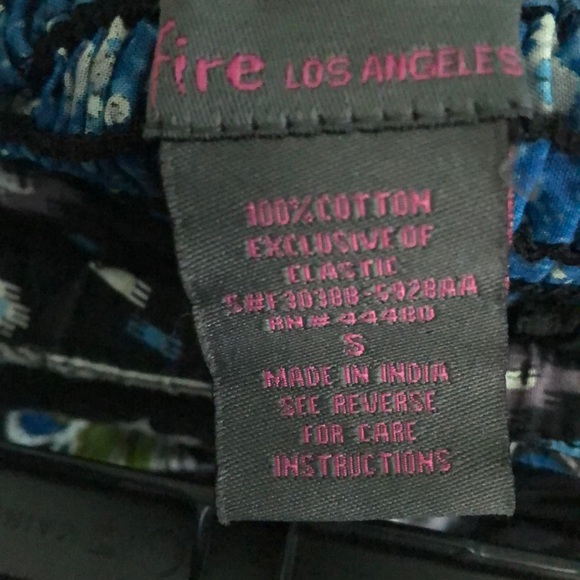 fire LOS ANGELES
100% COTTON
EXCLUSIVE OF
ELASTIC
S#F3038B-5928AA
RN# 44480
S
MADE IN INDIA
SEE REVERSE
FOR CARE
INSTRUCTIONS